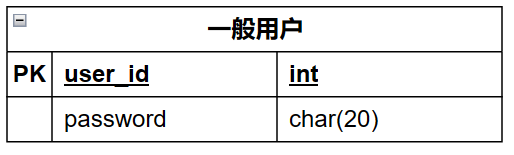 一般用户
PK user_id int
password char(20)